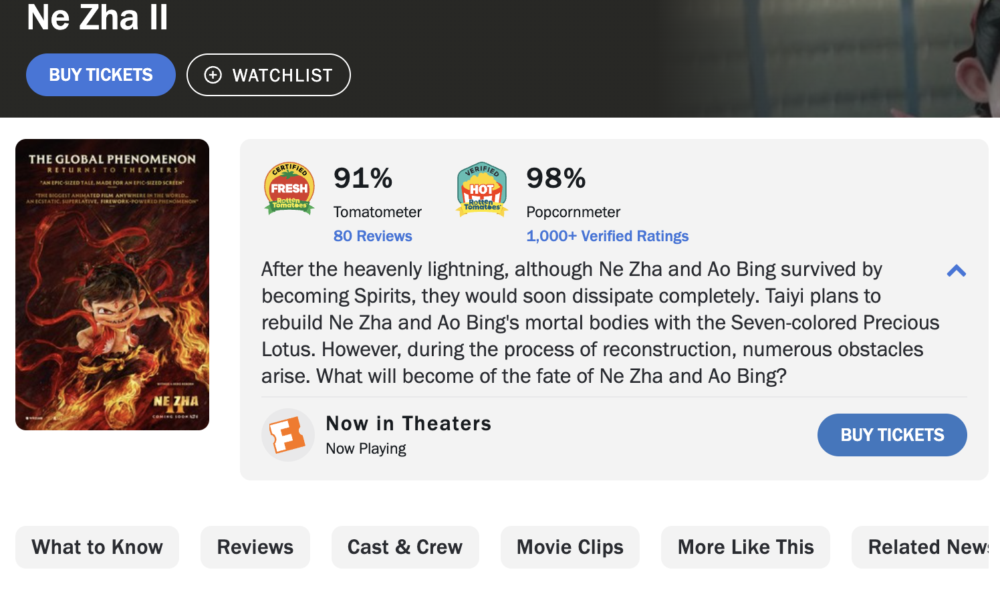 Ne Zha II
BUY TICKETS
WATCHLIST
THE GLOBAL PHENOMENON
RETURNS TO THEATERS
"AN EPIC-SIZED TALE, MADE FOR AN EPIC-SIZED SCREEN"
"THE BIGGEST ANIMATED FILM ANYWHERE IN THE WORLD...
AN ECSTATIC, SUPERLATIVE, FIREWORK-POWERED PHENOMENON"
NE ZHA
II
COMING SOON
CERTIFIED
FRESH
Rotten
Tomatoes
91%
Tomatometer
80 Reviews
VERIFIED
HOT
Rotten
Tomatoes
98%
Popcornmeter
1,000+ Verified Ratings
After the heavenly lightning, although Ne Zha and Ao Bing survived by
becoming Spirits, they would soon dissipate completely. Taiyi plans to
rebuild Ne Zha and Ao Bing's mortal bodies with the Seven-colored Precious
Lotus. However, during the process of reconstruction, numerous obstacles
arise. What will become of the fate of Ne Zha and Ao Bing?
F
Now in Theaters
Now Playing
BUY TICKETS
What to Know
Reviews
Cast & Crew
Movie Clips
More Like This
Related News